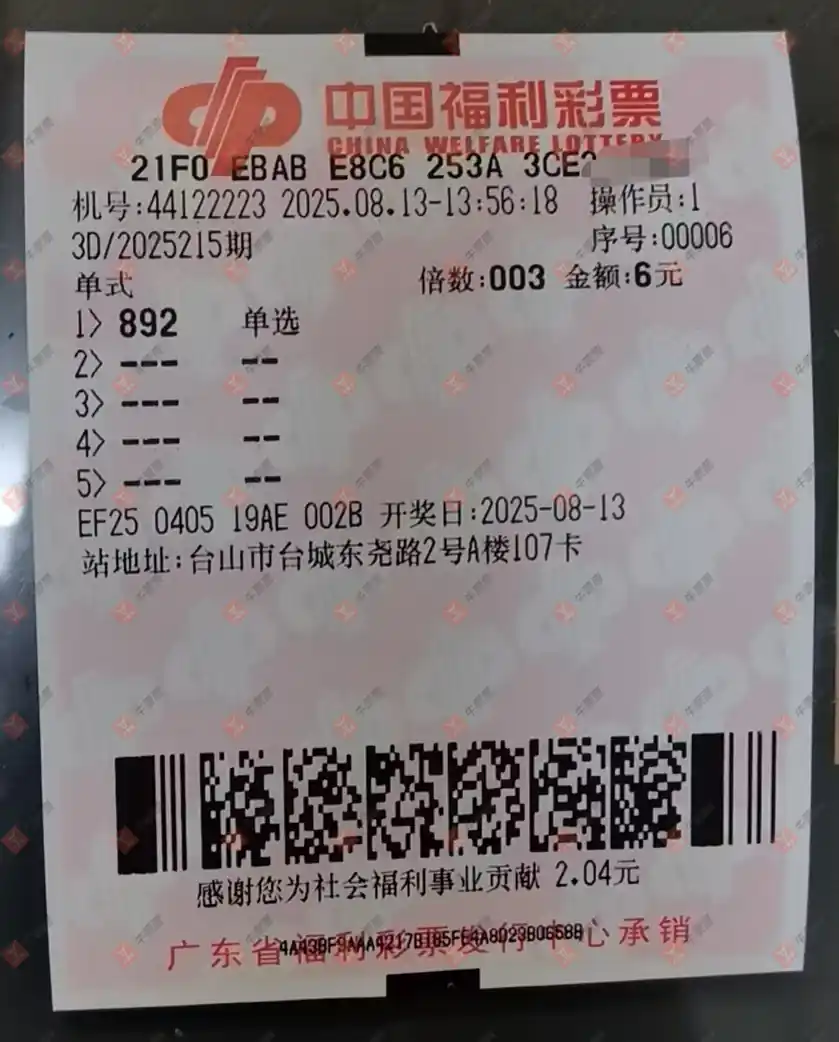 中国福利彩票
CHINA WELFARE LOTTERY
21F0 EBAB E8C6 253A
机号:44122223 2025.08.13-13:56:18 操作员:1
3D/2025215期 序号:00006
单式 倍数:003 金额:6元
1> 892 单选
2> --- --
3> --- --
4> --- --
5> --- --
EF25 0405 19AE 002B 开奖日:2025-08-13
站地址:台山市台城东尧路2号A楼107卡
感谢您为社会福利事业贡献 2.04元
广东省福利彩票发行中心承销